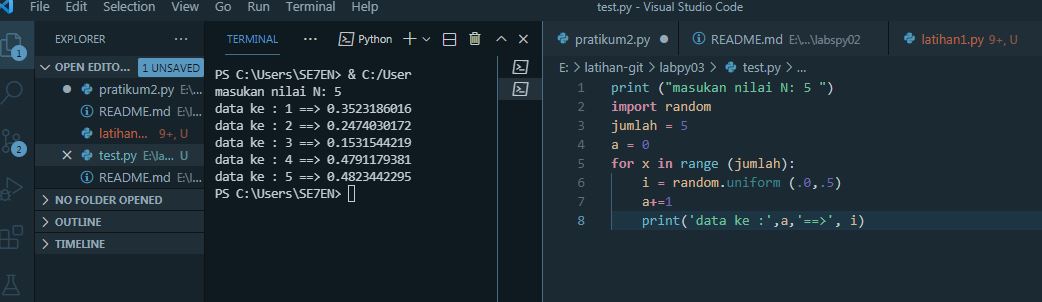 File Edit Selection View Go Run Terminal Help test.py - Visual Studio Code
EXPLORER ...
OPEN EDITO... 1 UNSAVED
pratikum2.py E:\...
README.md E:\l...
latihan... 9+, U
test.py E:\la... U
README.md E:\l...
NO FOLDER OPENED
OUTLINE
TIMELINE
1
2
TERMINAL ... Python
PS C:\Users\SE7EN> & C:/User
masukan nilai N: 5
data ke : 1 ==> 0.3523186016
data ke : 2 ==> 0.2474030172
data ke : 3 ==> 0.1531544219
data ke : 4 ==> 0.4791179381
data ke : 5 ==> 0.4823442295
PS C:\Users\SE7EN>
pratikum2.py README.md E:\...\labspy02 latihan1.py 9+, U
E: > latihan-git > labpy03 > test.py > ...
1 print ("masukan nilai N: 5 ")
2 import random
3 jumlah = 5
4 a = 0
5 for x in range (jumlah):
6 i = random.uniform (.0,.5)
7 a+=1
8 print('data ke :',a,'==>', i)